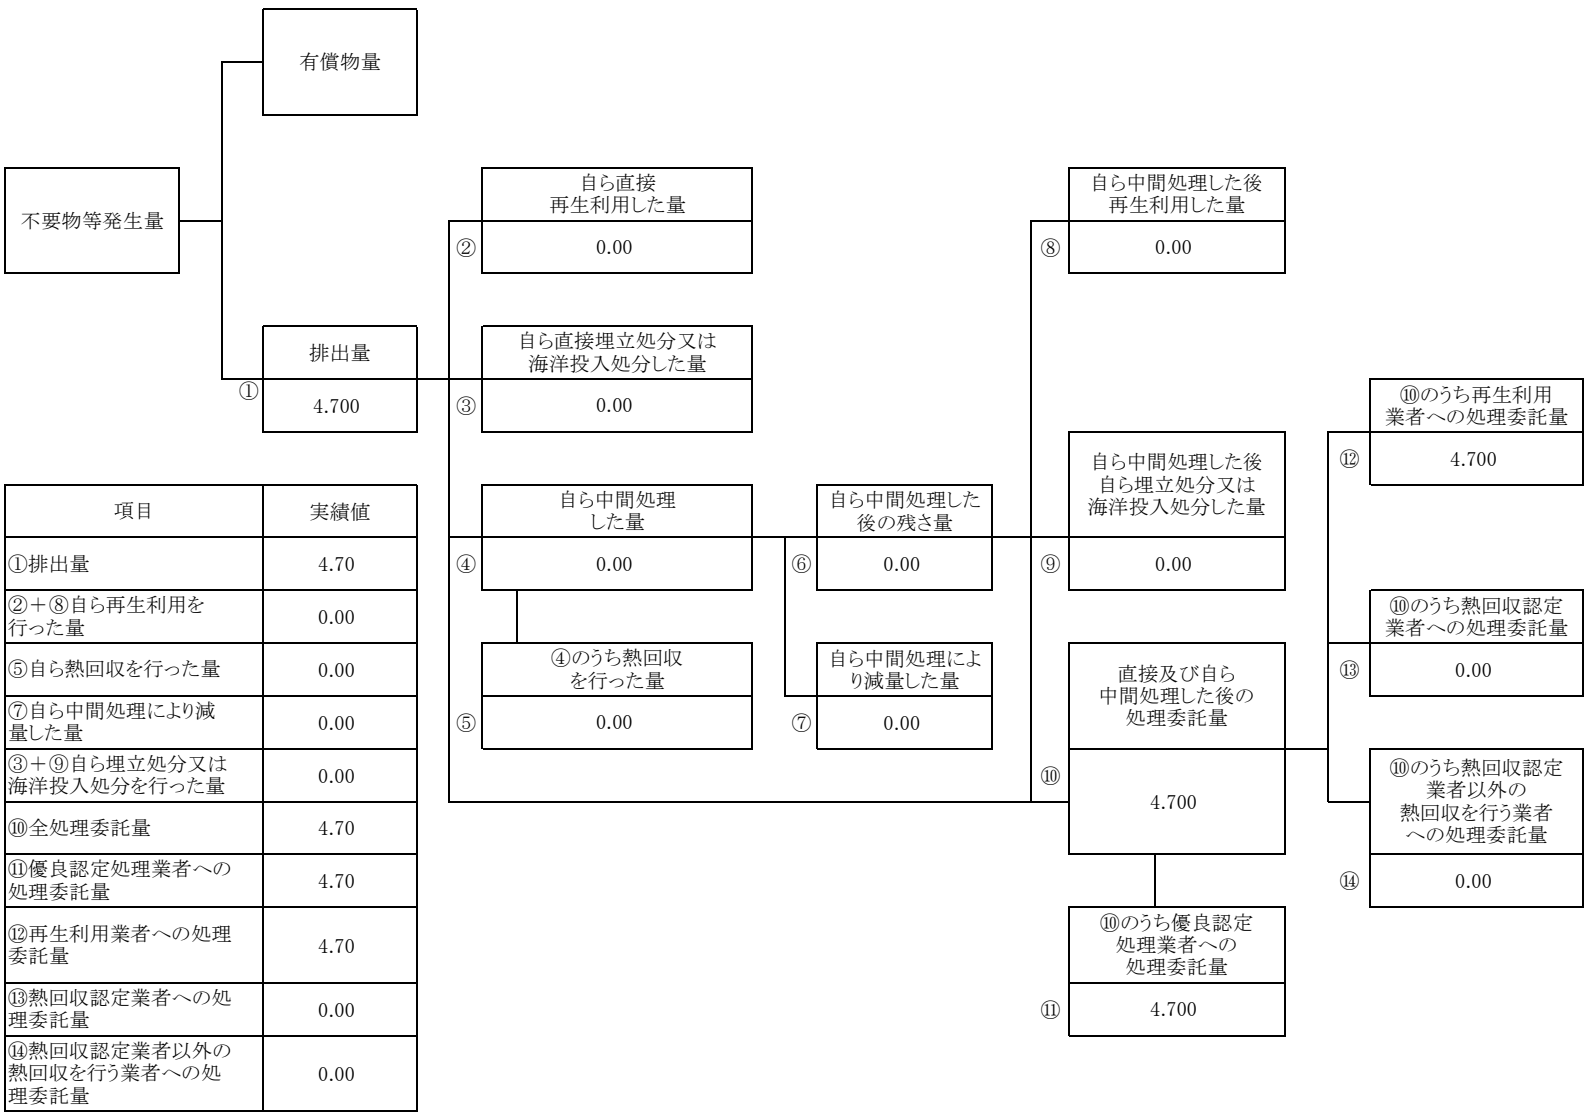 有償物量
不要物等発生量
自ら直接
再生利用した量
②
0.00
自ら中間処理した後
再生利用した量
⑧
0.00
排出量
①
4.700
自ら直接埋立処分又は
海洋投入処分した量
③
0.00
⑩のうち再生利用
業者への処理委託量
⑫
4.700
自ら中間処理
した量
④
0.00
自ら中間処理した
後の残さ量
⑥
0.00
自ら中間処理した後
自ら埋立処分又は
海洋投入処分した量
⑨
0.00
⑩のうち熱回収認定
業者への処理委託量
⑬
0.00
④のうち熱回収
を行った量
⑤
0.00
自ら中間処理によ
り減量した量
⑦
0.00
直接及び自ら
中間処理した後の
処理委託量
⑩
4.700
⑩のうち熱回収認定
業者以外の
熱回収を行う業者
への処理委託量
⑭
0.00
⑩のうち優良認定
処理業者への
処理委託量
⑪
4.700
項目 実績値
①排出量 4.70
②＋⑧自ら再生利用を
行った量 0.00
⑤自ら熱回収を行った量 0.00
⑦自ら中間処理により減
量した量 0.00
③＋⑨自ら埋立処分又は
海洋投入処分を行った量 0.00
⑩全処理委託量 4.70
⑪優良認定処理業者への
処理委託量 4.70
⑫再生利用業者への処理
委託量 4.70
⑬熱回収認定業者への処
理委託量 0.00
⑭熱回収認定業者以外の
熱回収を行う業者への処
理委託量 0.00